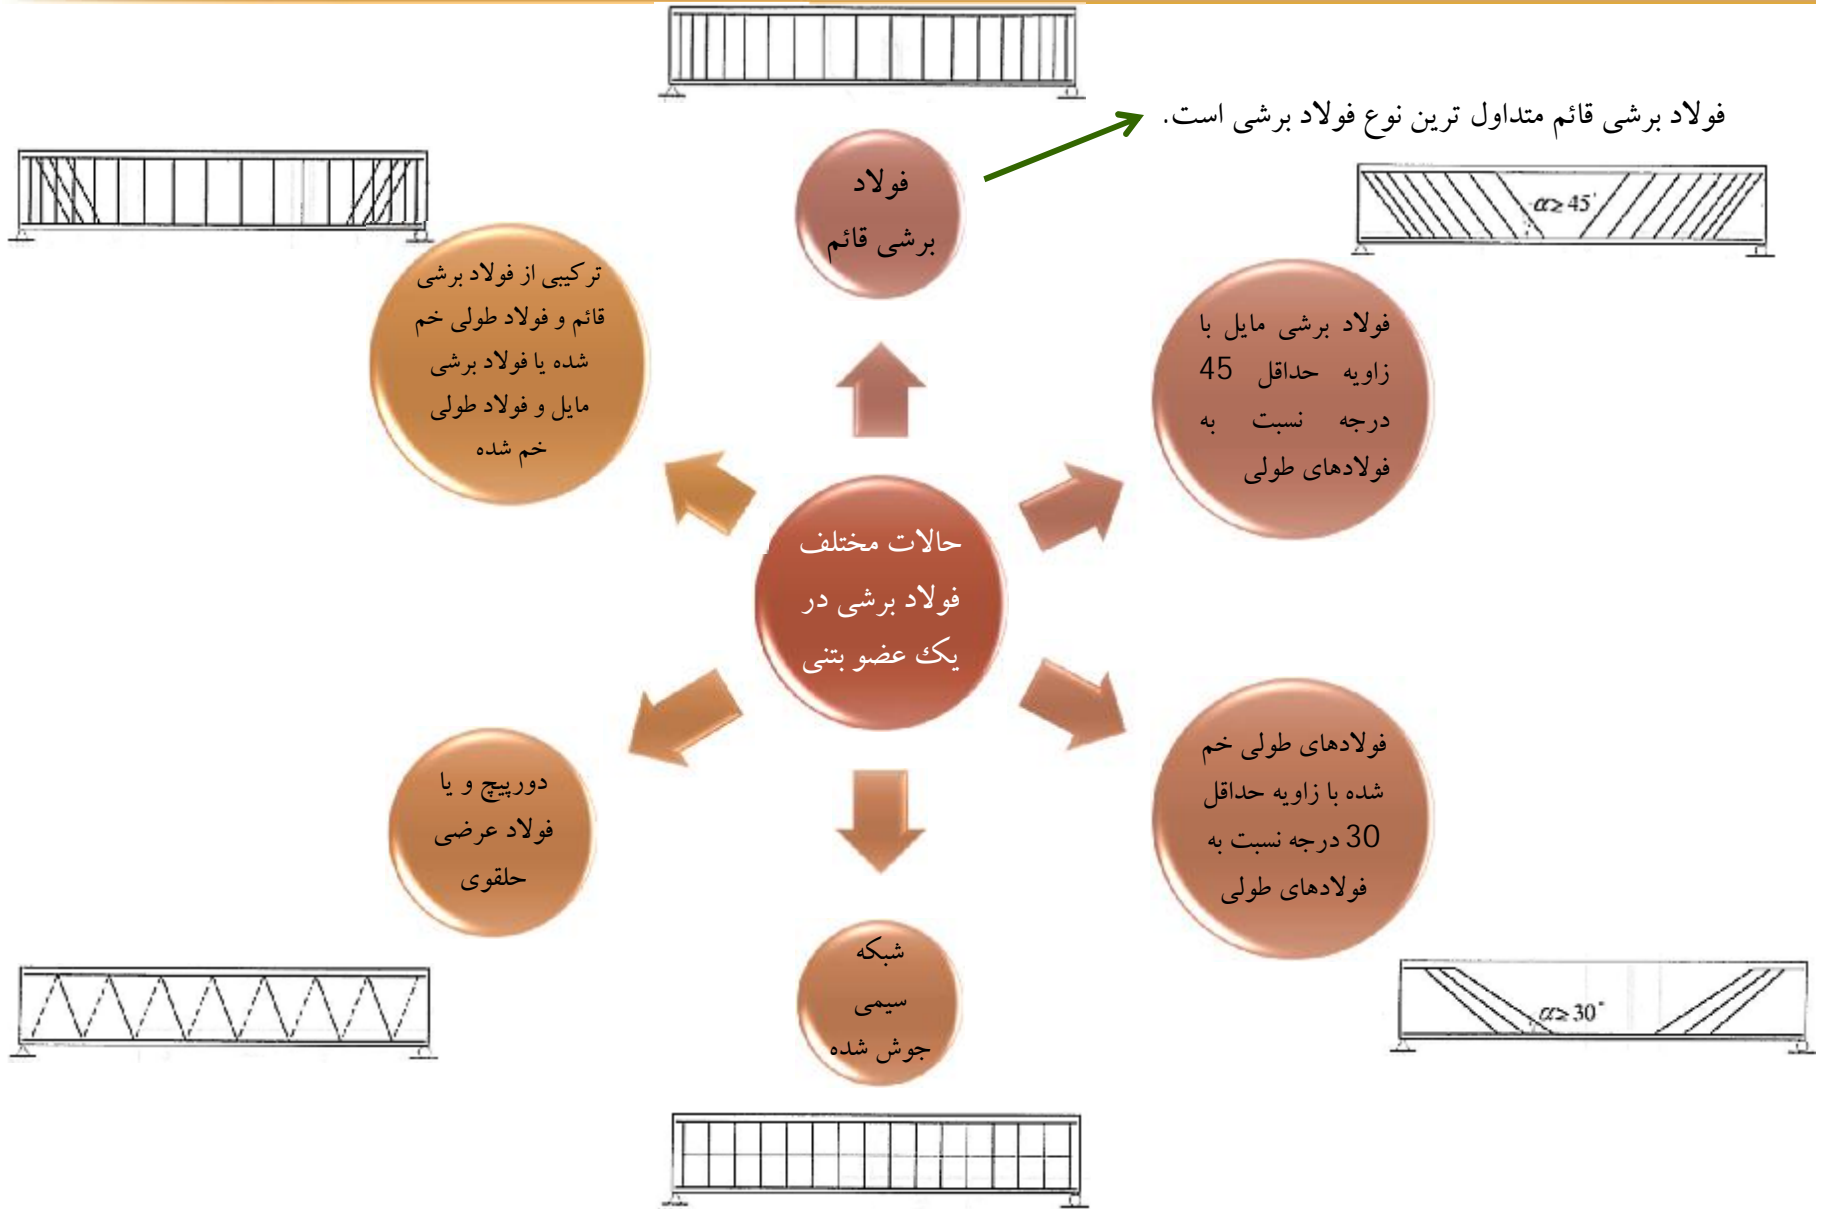 فولاد برشی قائم متداول ترین نوع فولاد برشی است.
فولاد
برشی قائم
α≥45°
فولاد برشی مایل با
زاویه حداقل 45
درجه نسبت به
فولادهای طولی
ترکیبی از فولاد برشی
قائم و فولاد طولی خم
شده یا فولاد برشی
مایل و فولاد طولی
خم شده
حالات مختلف
فولاد برشی در
یک عضو بتنی
فولادهای طولی خم
شده با زاویه حداقل
30 درجه نسبت به
فولادهای طولی
α≥30°
دورپیچ و یا
فولاد عرضی
حلقوی
شبکه
سیمی
جوش شده